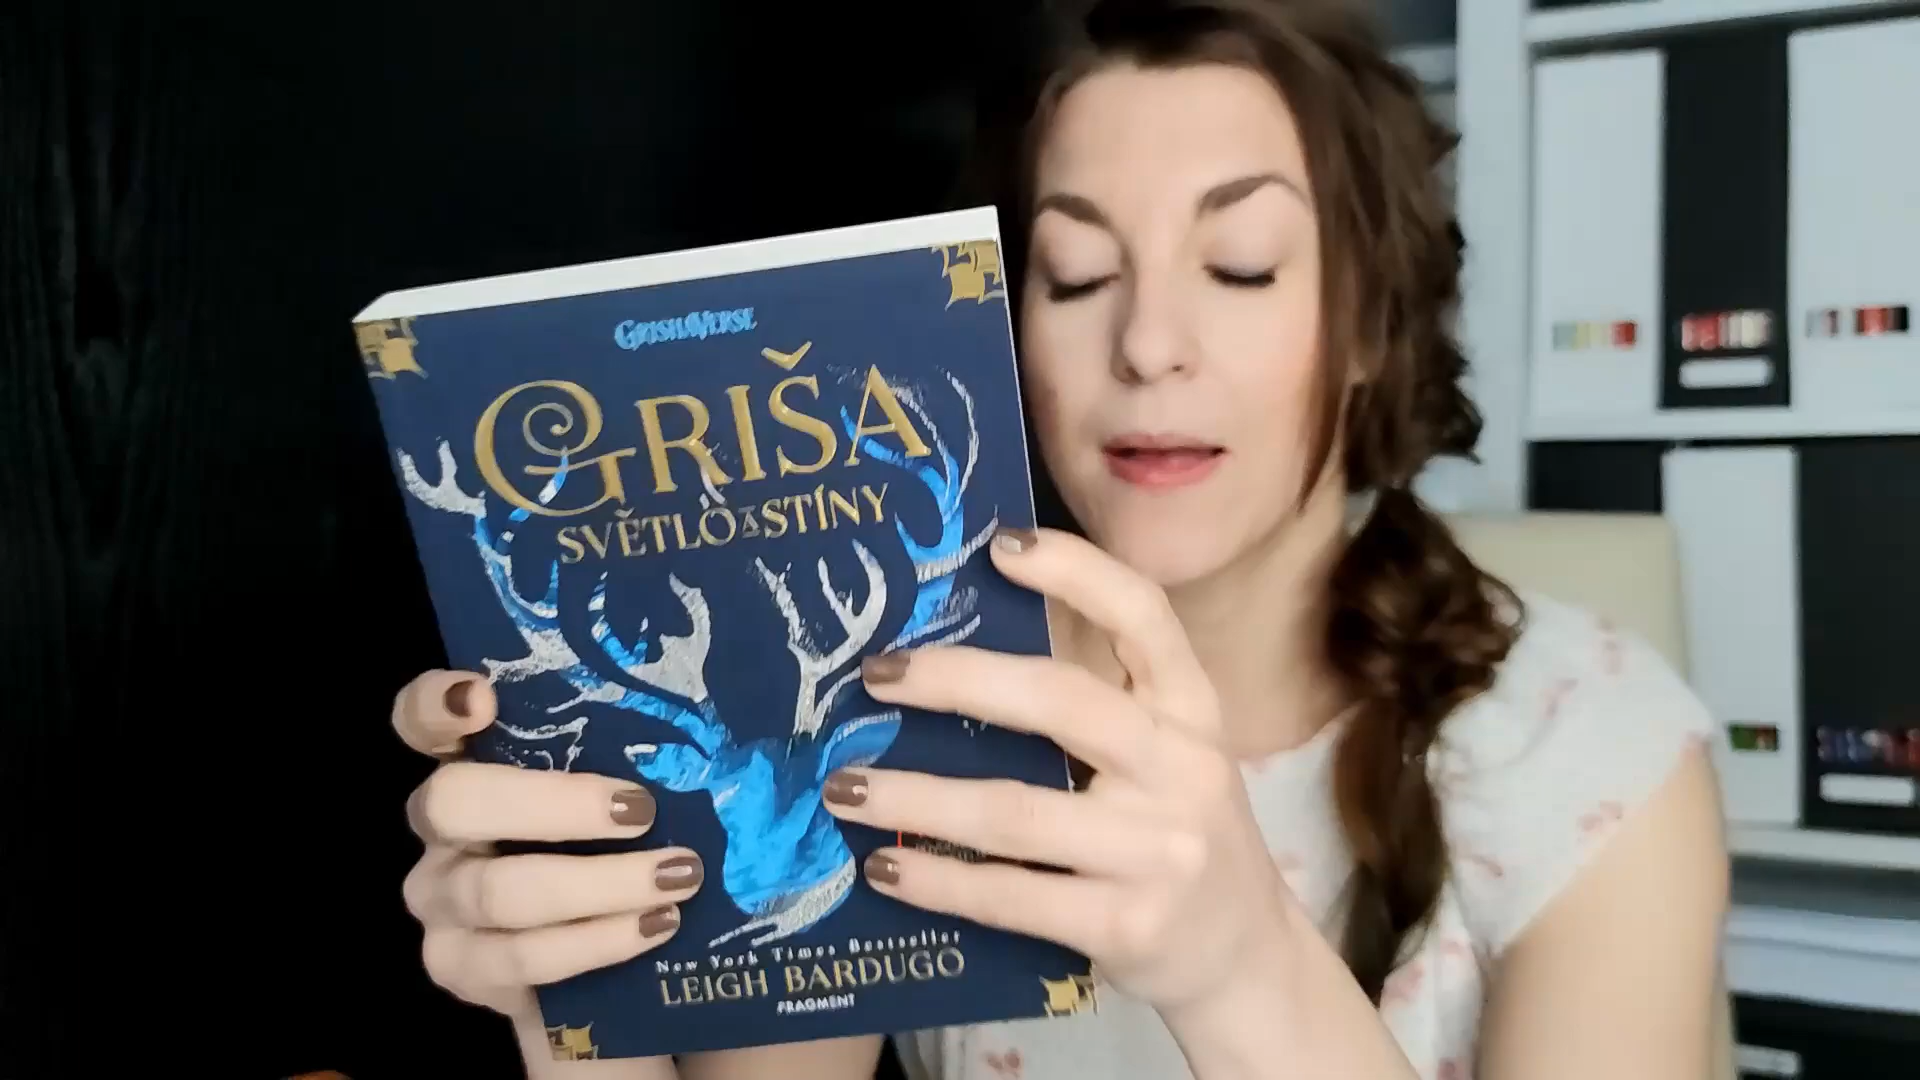 GRISHAVERSE
GRIŠA
SVĚTLO A STÍNY
New York Times Bestseller
LEIGH BARDUGO
FRAGMENT